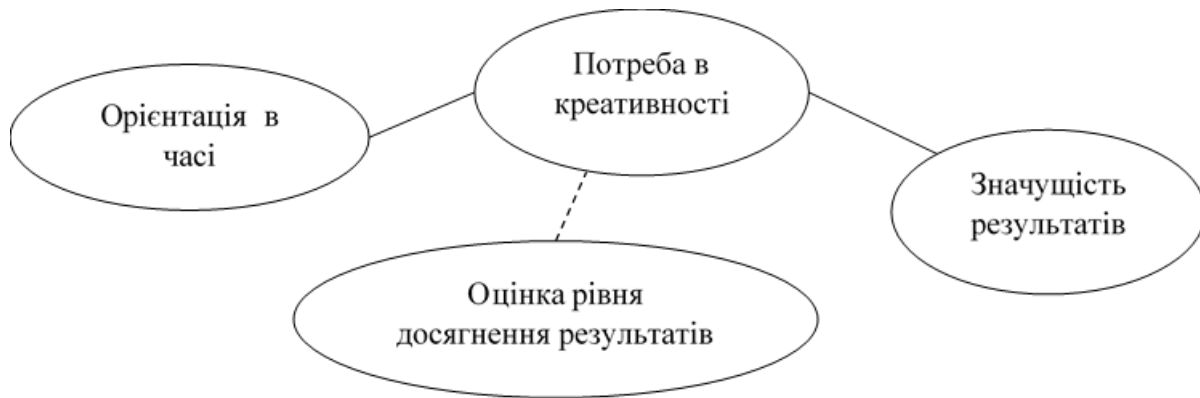 Потреба в
креативності
Орієнтація в
часі
Значущість
результатів
Оцінка рівня
досягнення результатів